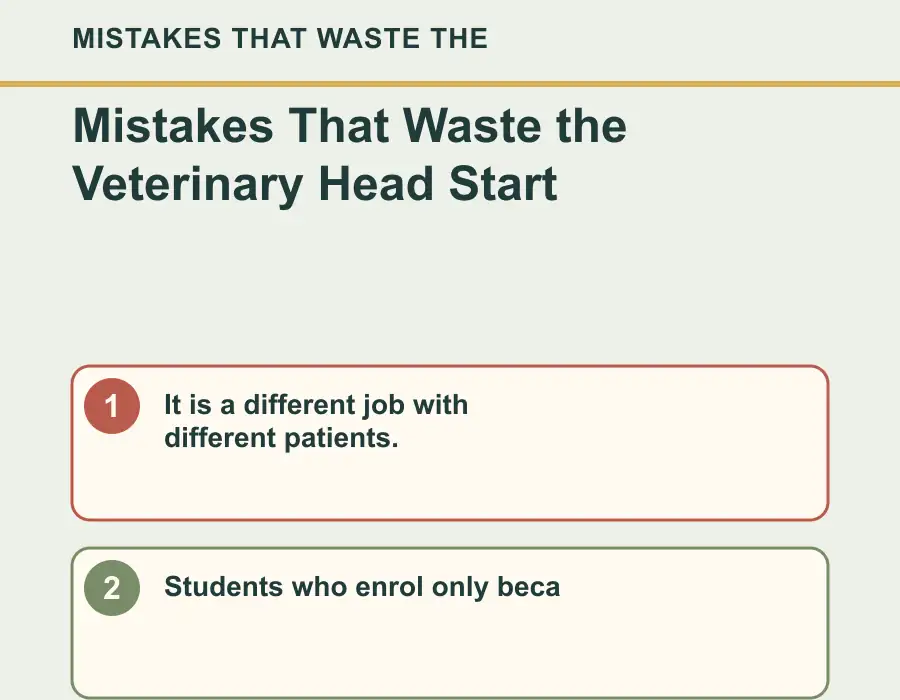 MISTAKES THAT WASTE THE
Mistakes That Waste the
Veterinary Head Start
1
It is a different job with
different patients.
2
Students who enrol only beca